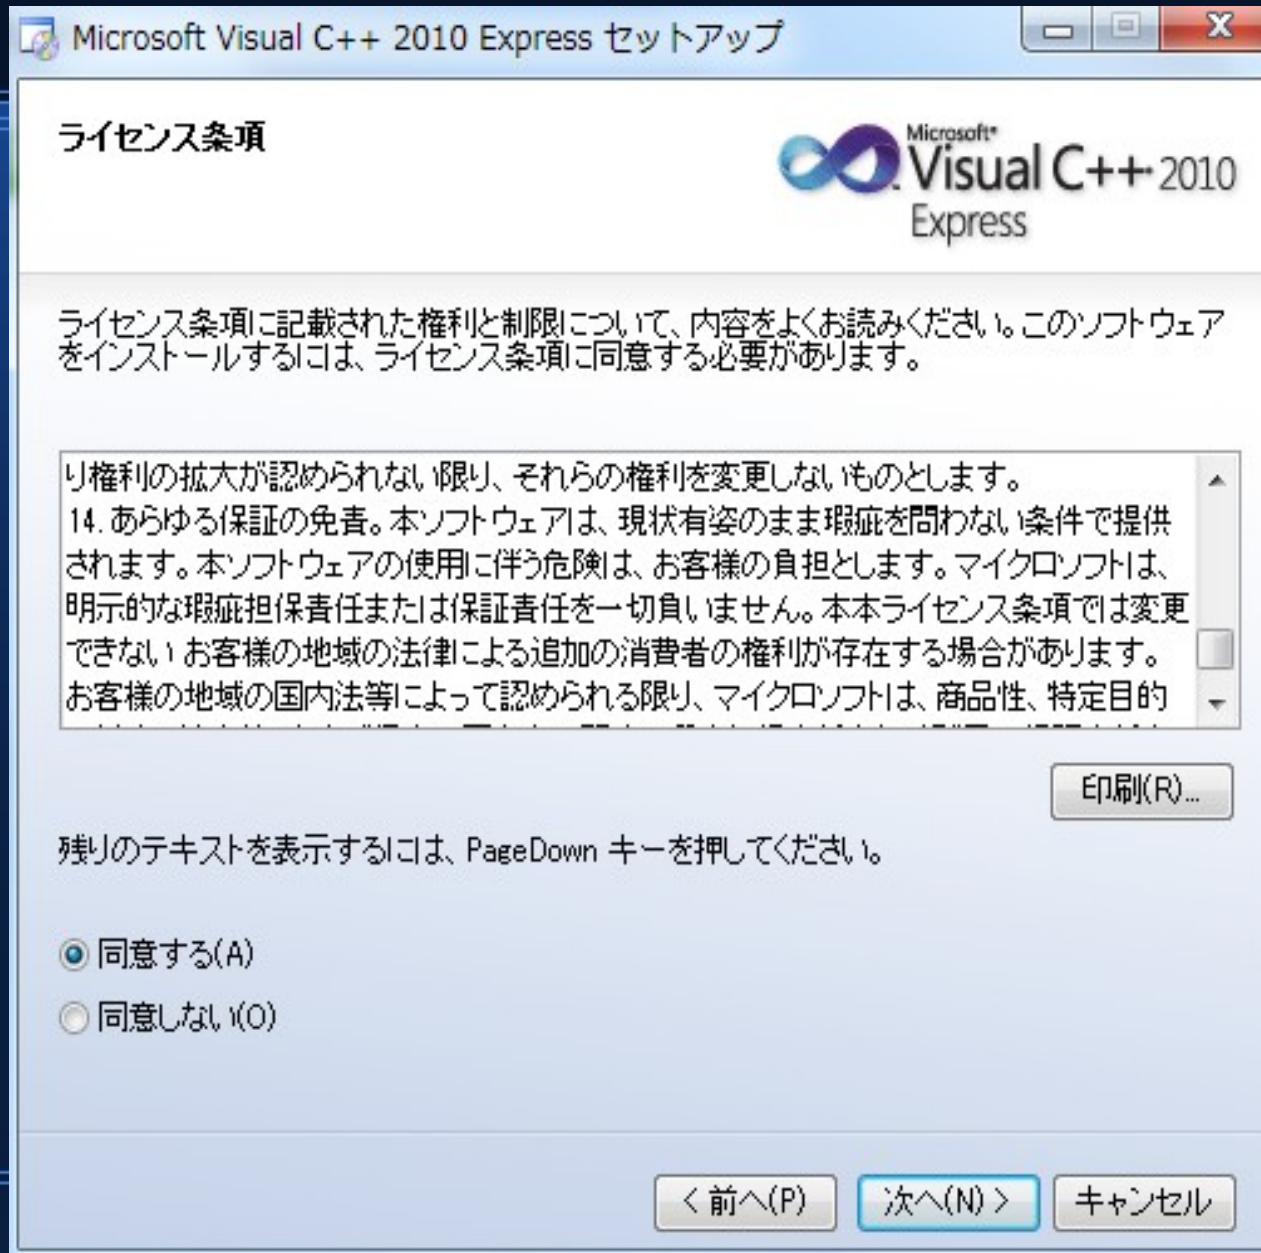 Microsoft Visual C++ 2010 Express セットアップ
ライセンス条項
Microsoft®
Visual C++ 2010
Express
ライセンス条項に記載された権利と制限について、内容をよくお読みください。このソフトウェア
をインストールするには、ライセンス条項に同意する必要があります。
り権利の拡大が認められない限り、それらの権利を変更しないものとします。
14. あらゆる保証の免責。本ソフトウェアは、現状有姿のまま瑕疵を問わない条件で提供
されます。本ソフトウェアの使用に伴う危険は、お客様の負担とします。マイクロソフトは、
明示的な瑕疵担保責任または保証責任を一切負いません。本本ライセンス条項では変更
できない お客様の地域の法律による追加の消費者の権利が存在する場合があります。
お客様の地域の国内法等によって認められる限り、マイクロソフトは、商品性、特定目的
印刷(R)...
残りのテキストを表示するには、PageDown キーを押してください。
同意する(A)
同意しない(O)
< 前へ(P)
次へ(N) >
キャンセル